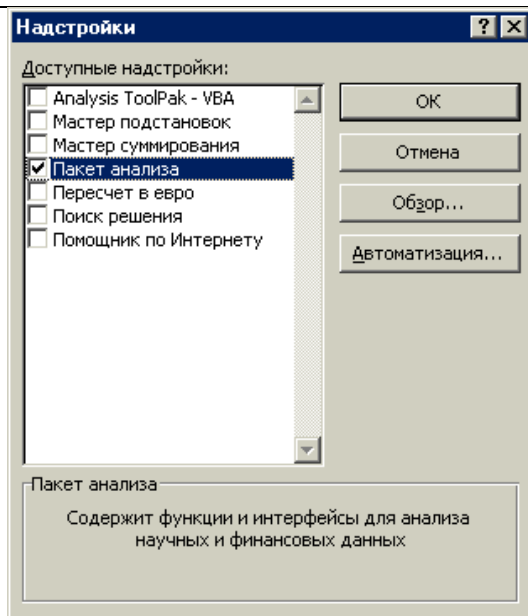 Надстройки
Доступные надстройки:
Analysis ToolPak - VBA
Мастер подстановок
Мастер суммирования
Пакет анализа
Пересчет в евро
Поиск решения
Помощник по Интернету
ОК
Отмена
Обзор...
Автоматизация...
Пакет анализа
Содержит функции и интерфейсы для анализа
научных и финансовых данных